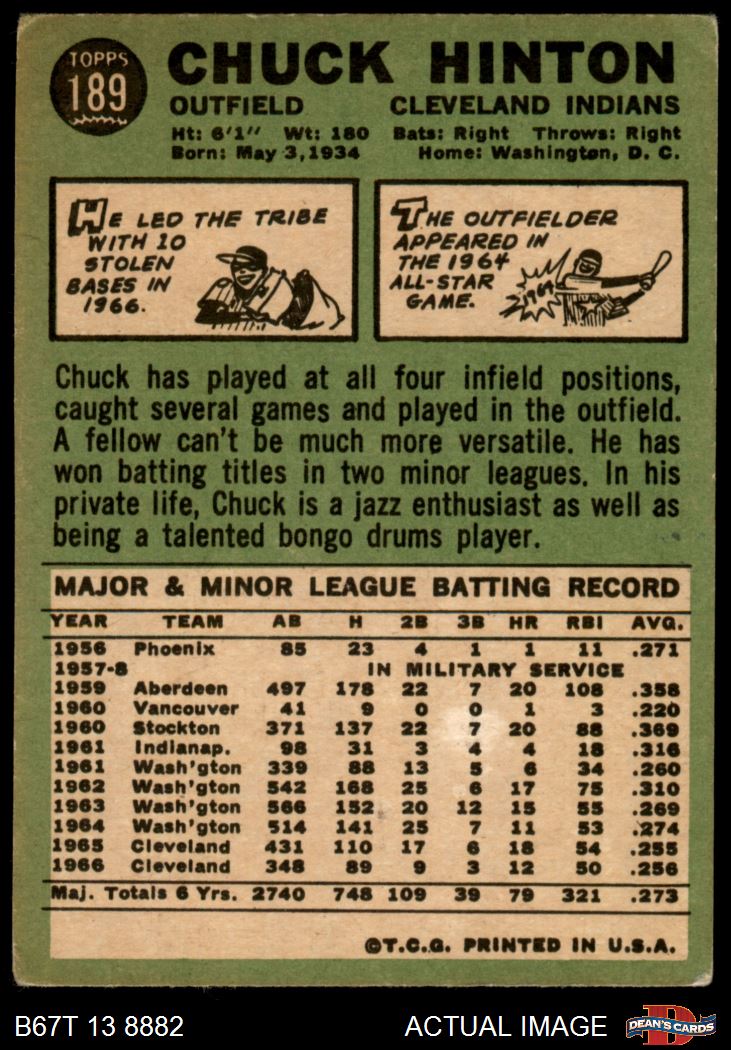 TOPPS
189
CHUCK HINTON
OUTFIELD CLEVELAND INDIANS
Ht: 6'1" Wt: 180 Bats: Right Throws: Right
Born: May 3, 1934 Home: Washington, D. C.
HE LED THE TRIBE
WITH 10
STOLEN
BASES IN
1966.
THE OUTFIELDER
APPEARED IN
THE 1964
ALL-STAR
GAME.
1964
Chuck has played at all four infield positions,
caught several games and played in the outfield.
A fellow can't be much more versatile. He has
won batting titles in two minor leagues. In his
private life, Chuck is a jazz enthusiast as well as
being a talented bongo drums player.
MAJOR & MINOR LEAGUE BATTING RECORD
YEAR TEAM AB H 2B 3B HR RBI AVG.
1956 Phoenix 85 23 4 1 1 11 .271
1957-8 IN MILITARY SERVICE
1959 Aberdeen 497 178 22 7 20 108 .358
1960 Vancouver 41 9 0 0 1 3 .220
1960 Stockton 371 137 22 7 20 88 .369
1961 Indianap. 98 31 3 4 4 18 .316
1961 Wash'gton 339 88 13 5 6 34 .260
1962 Wash'gton 542 168 25 6 17 75 .310
1963 Wash'gton 566 152 20 12 15 55 .269
1964 Wash'gton 514 141 25 7 11 53 .274
1965 Cleveland 431 110 17 6 18 54 .255
1966 Cleveland 348 89 9 3 12 50 .256
Maj. Totals 6 Yrs. 2740 748 109 39 79 321 .273
©T.C.G. PRINTED IN U.S.A.
B67T 13 8882 ACTUAL IMAGE
D
DEAN'S CARDS